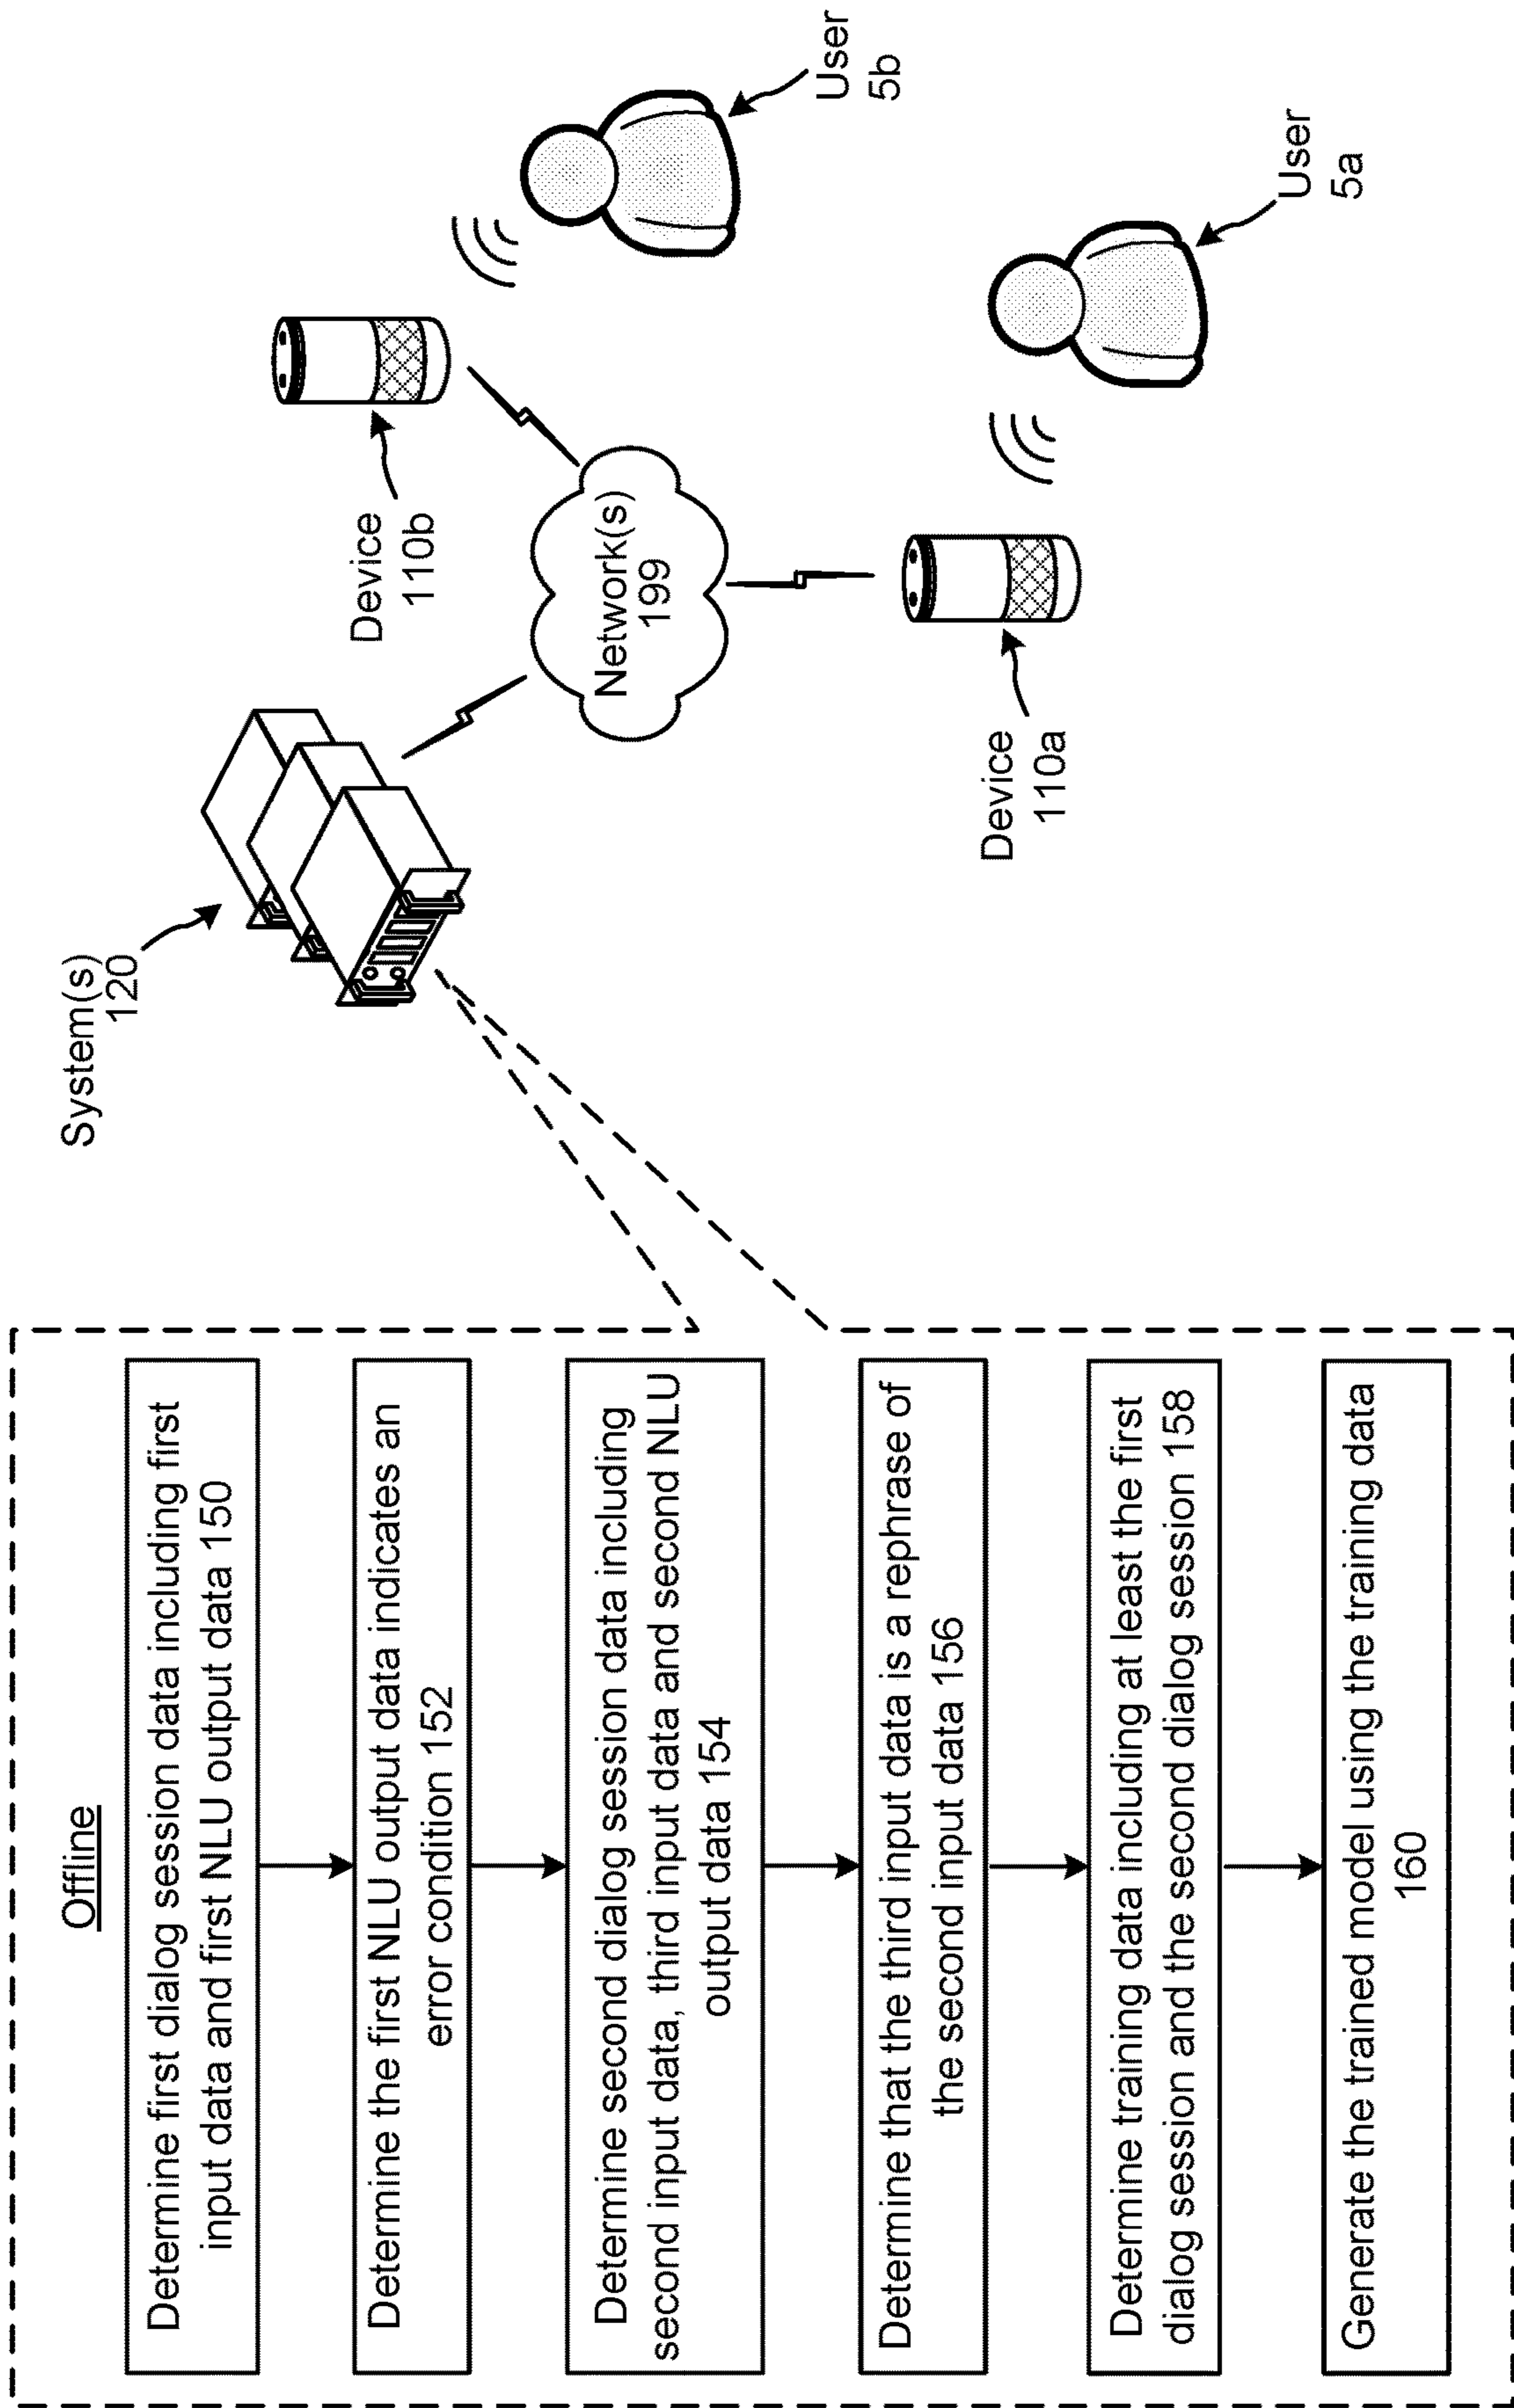 Offline
Determine first dialog session data including first
input data and first NLU output data 150
Determine the first NLU output data indicates an
error condition 152
Determine second dialog session data including
second input data, third input data and second NLU
output data 154
Determine that the third input data is a rephrase of
the second input data 156
Determine training data including at least the first
dialog session and the second dialog session 158
Generate the trained model using the training data
160
System(s)
120
Device
110b
Network(s)
199
Device
110a
User
5b
User
5a